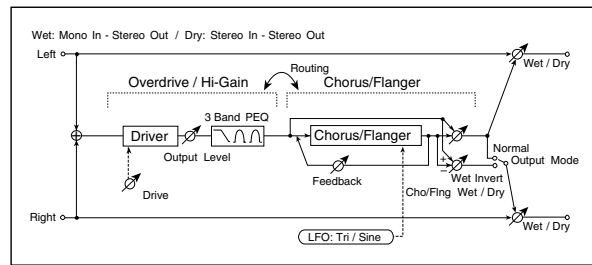 Wet: Mono In - Stereo Out / Dry: Stereo In - Stereo Out
Left
Wet / Dry
Routing
Overdrive / Hi-Gain
Chorus/Flanger
3 Band PEQ
Driver
Chorus/Flanger
Normal
Output Mode
Output Level
+
−
Wet Invert
Feedback
Cho/Flng Wet / Dry
Drive
Right
Wet / Dry
LFO: Tri / Sine